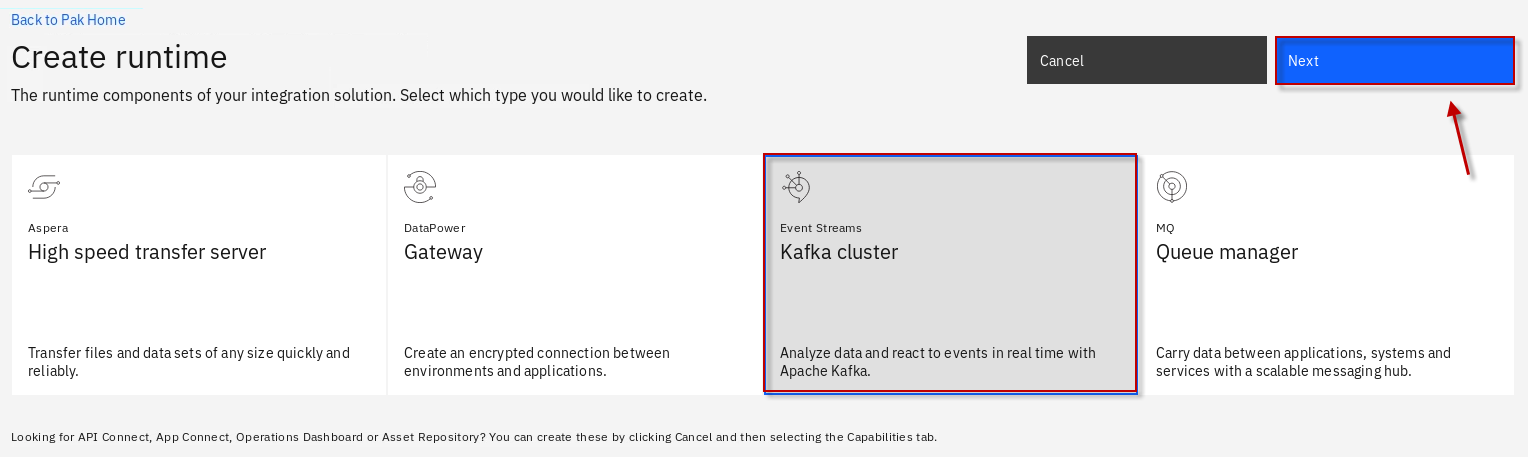 Back to Pak Home
Create runtime
Cancel
Next
The runtime components of your integration solution. Select which type you would like to create.
Aspera
High speed transfer server
Transfer files and data sets of any size quickly and
reliably.
DataPower
Gateway
Create an encrypted connection between
environments and applications.
Event Streams
Kafka cluster
Analyze data and react to events in real time with
Apache Kafka.
MQ
Queue manager
Carry data between applications, systems and
services with a scalable messaging hub.
Looking for API Connect, App Connect, Operations Dashboard or Asset Repository? You can create these by clicking Cancel and then selecting the Capabilities tab.